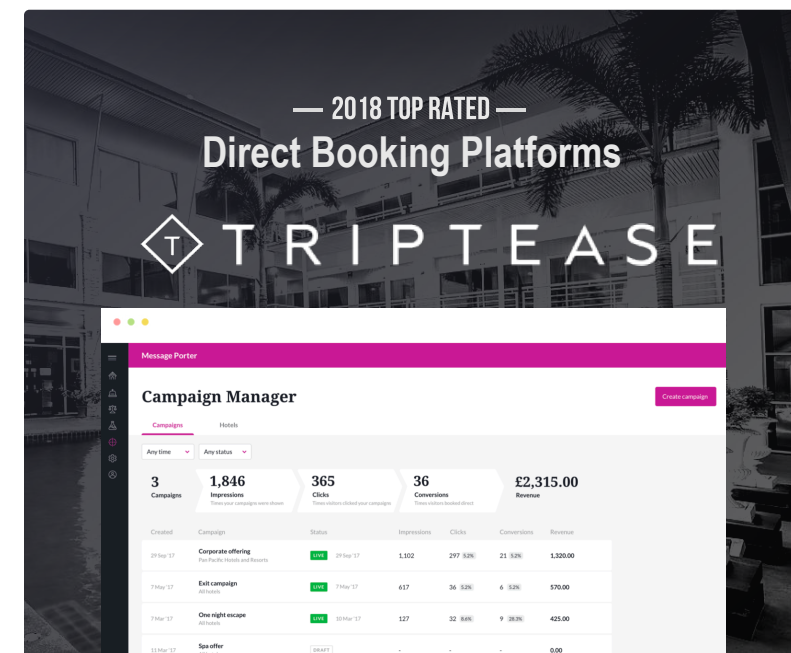 2018 TOP RATED
Direct Booking Platforms
T TRIPTEASE
Message Porter
Campaign Manager
Create campaign
Campaigns Hotels
Any time Any status
3 1,846 365 36 £2,315.00
Campaigns Impressions Clicks Conversions Revenue
Times your campaigns were shown Times visitors clicked your campaigns Times visitors booked direct
Created Campaign Status Impressions Clicks Conversions Revenue
29 Sep '17 Corporate offering LIVE 29 Sep '17 1,102 297 5.2% 21 5.2% 1,320.00
Pan Pacific Hotels and Resorts
7 May '17 Exit campaign LIVE 7 May '17 617 36 5.2% 6 5.2% 570.00
All hotels
7 Mar '17 One night escape LIVE 10 Mar '17 127 32 8.6% 9 28.3% 425.00
All hotels
11 Mar '17 Spa offer DRAFT - - - 0.00